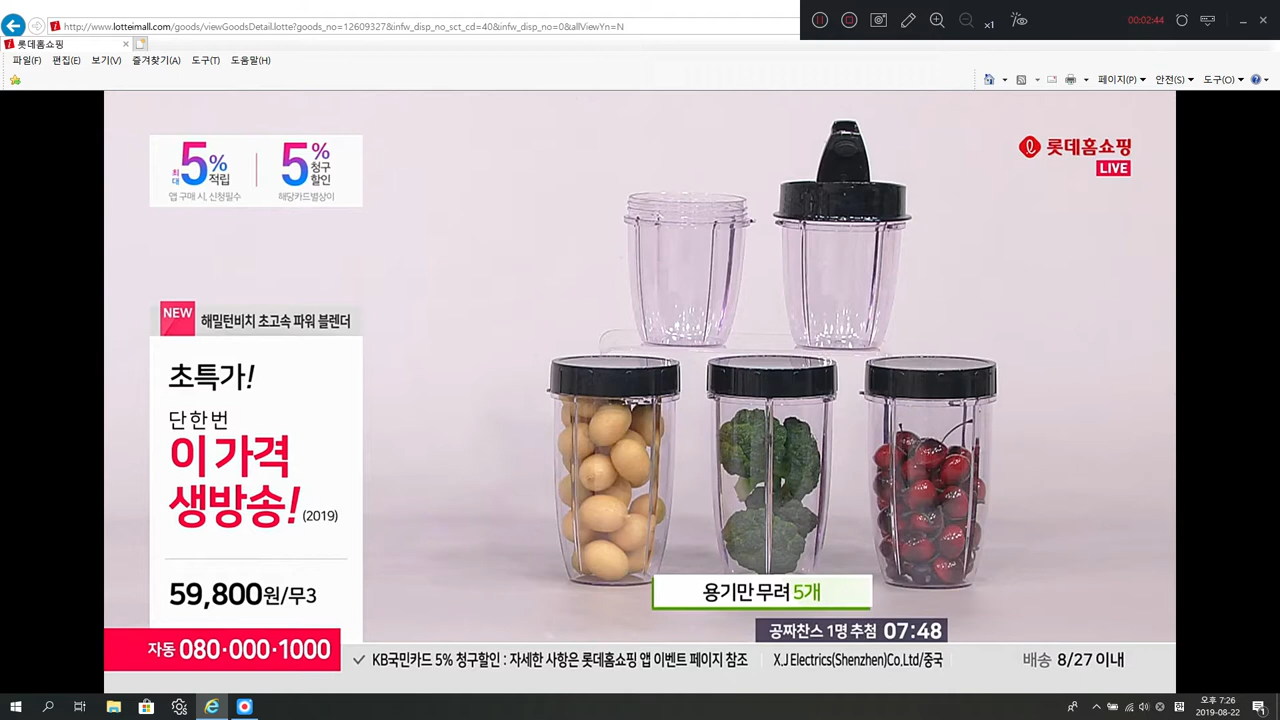 http://www.lotteimall.com/goods/viewGoodsDetail.lotte?goods_no=12609327&infw_disp_no_sct_cd=40&infw_disp_no=0&allViewYn=N
x1
00:02:44
롯데홈쇼핑
파일(F) 편집(E) 보기(V) 즐겨찾기(A) 도구(T) 도움말(H)
페이지(P) 안전(S) 도구(O)
최대 5% 적립
앱 구매 시, 신청필수
5% 청구할인
해당카드별상이
롯데홈쇼핑
LIVE
NEW 해밀턴비치 초고속 파워 블렌더
초특가!
단 한 번
이 가격
생방송! (2019)
59,800원/무3
용기만 무려 5개
공짜찬스 1명 추첨 07:48
자동 080·000·1000
KB국민카드 5% 청구할인 : 자세한 사항은 롯데홈쇼핑 앱 이벤트 페이지 참조
X.J Electrics(Shenzhen)Co.Ltd/중국
배송 8/27 이내
오후 7:26
2019-08-22